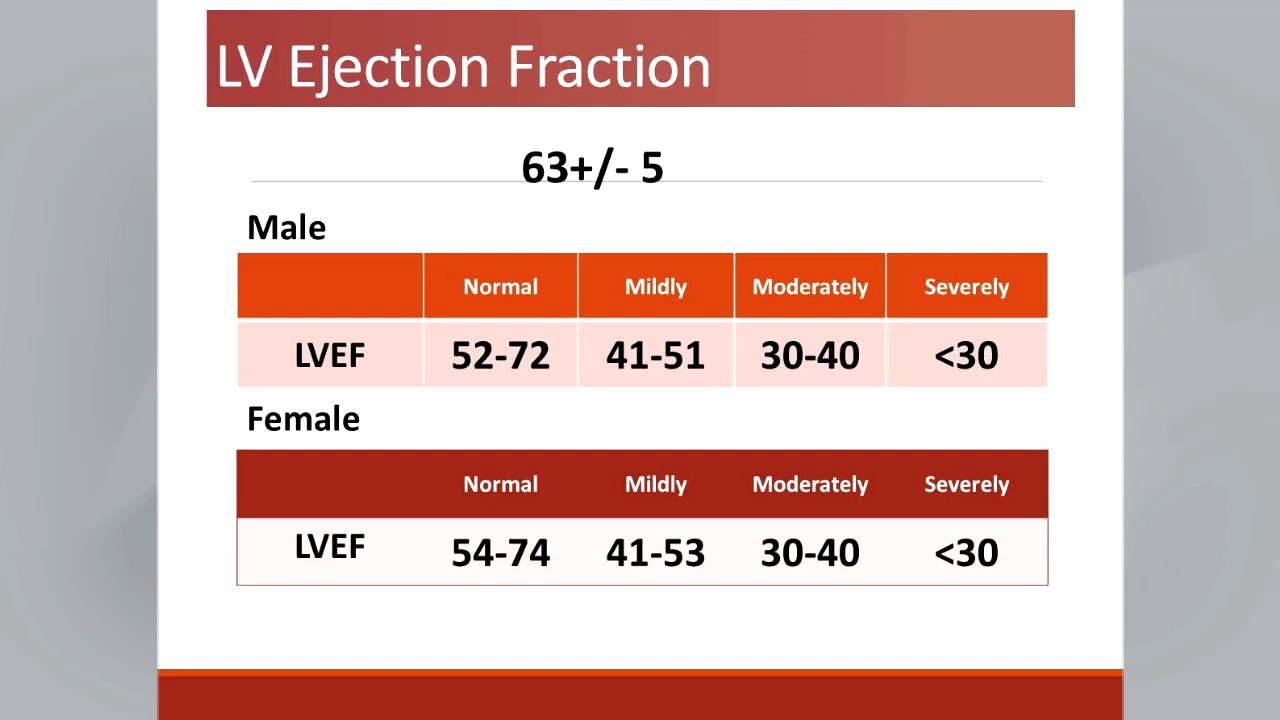 LV Ejection Fraction
63+/- 5
Male
Normal Mildly Moderately Severely
LVEF 52-72 41-51 30-40 <30
Female
Normal Mildly Moderately Severely
LVEF 54-74 41-53 30-40 <30